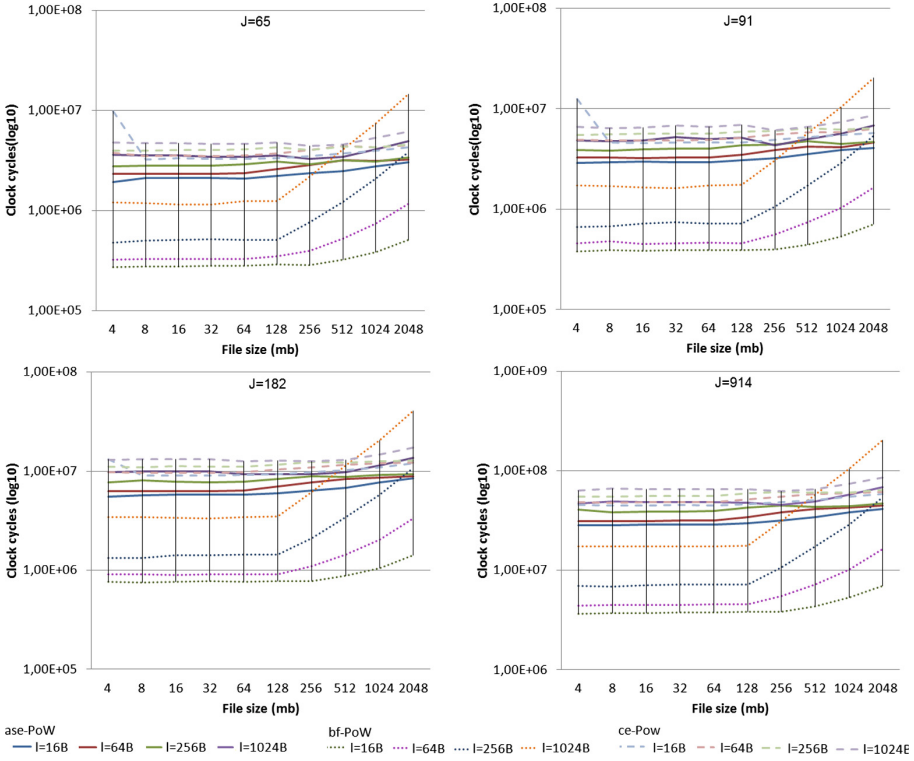 J=65
1,00E+08
1,00E+07
1,00E+06
1,00E+05
Clock cycles(log10)
4 8 16 32 64 128 256 512 1024 2048
File size (mb)
J=91
1,00E+08
1,00E+07
1,00E+06
1,00E+05
Clock cycles(log10)
4 8 16 32 64 128 256 512 1024 2048
File size (mb)
J=182
1,00E+08
1,00E+07
1,00E+06
1,00E+05
Clock cycles (log10)
4 8 16 32 64 128 256 512 1024 2048
File size (mb)
J=914
1,00E+09
1,00E+08
1,00E+07
1,00E+06
Clock cycles (log10)
4 8 16 32 64 128 256 512 1024 2048
File size (mb)
ase-PoW
l=16B l=64B l=256B l=1024B
bf-PoW
l=16B l=64B l=256B l=1024B
ce-Pow
l=16B l=64B l=256B l=1024B